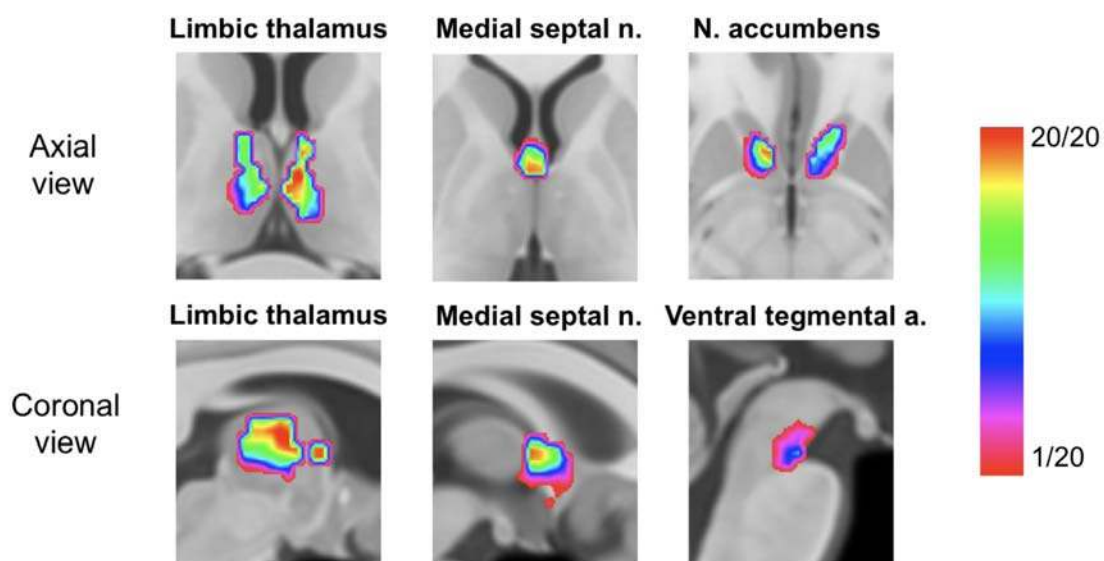 Limbic thalamus
Medial septal n.
N. accumbens
Axial
view
20/20
Limbic thalamus
Medial septal n.
Ventral tegmental a.
Coronal
view
1/20